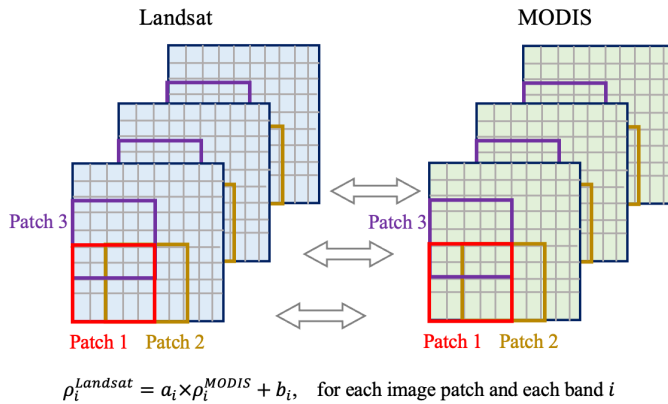 Landsat MODIS
Patch 3 Patch 3
Patch 1 Patch 2 Patch 1 Patch 2
ρ_i^{Landsat} = a_i×ρ_i^{MODIS} + b_i, for each image patch and each band i